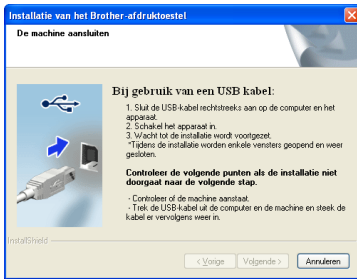 Installatie van het Brother-afdruktoestel
De machine aansluiten
Bij gebruik van een USB kabel:
1. Sluit de USB-kabel rechtstreeks aan op de computer en het
apparaat.
2. Schakel het apparaat in.
3. Wacht tot de installatie wordt voortgezet.
*Tijdens de installatie worden enkele vensters geopend en weer
gesloten.
Controleer de volgende punten als de installatie niet
doorgaat naar de volgende stap.
- Controleer of de machine aanstaat.
- Trek de USB-kabel uit de computer en de machine en steek de
kabel er vervolgens weer in.
InstallShield
< Vorige
Volgende >
Annuleren